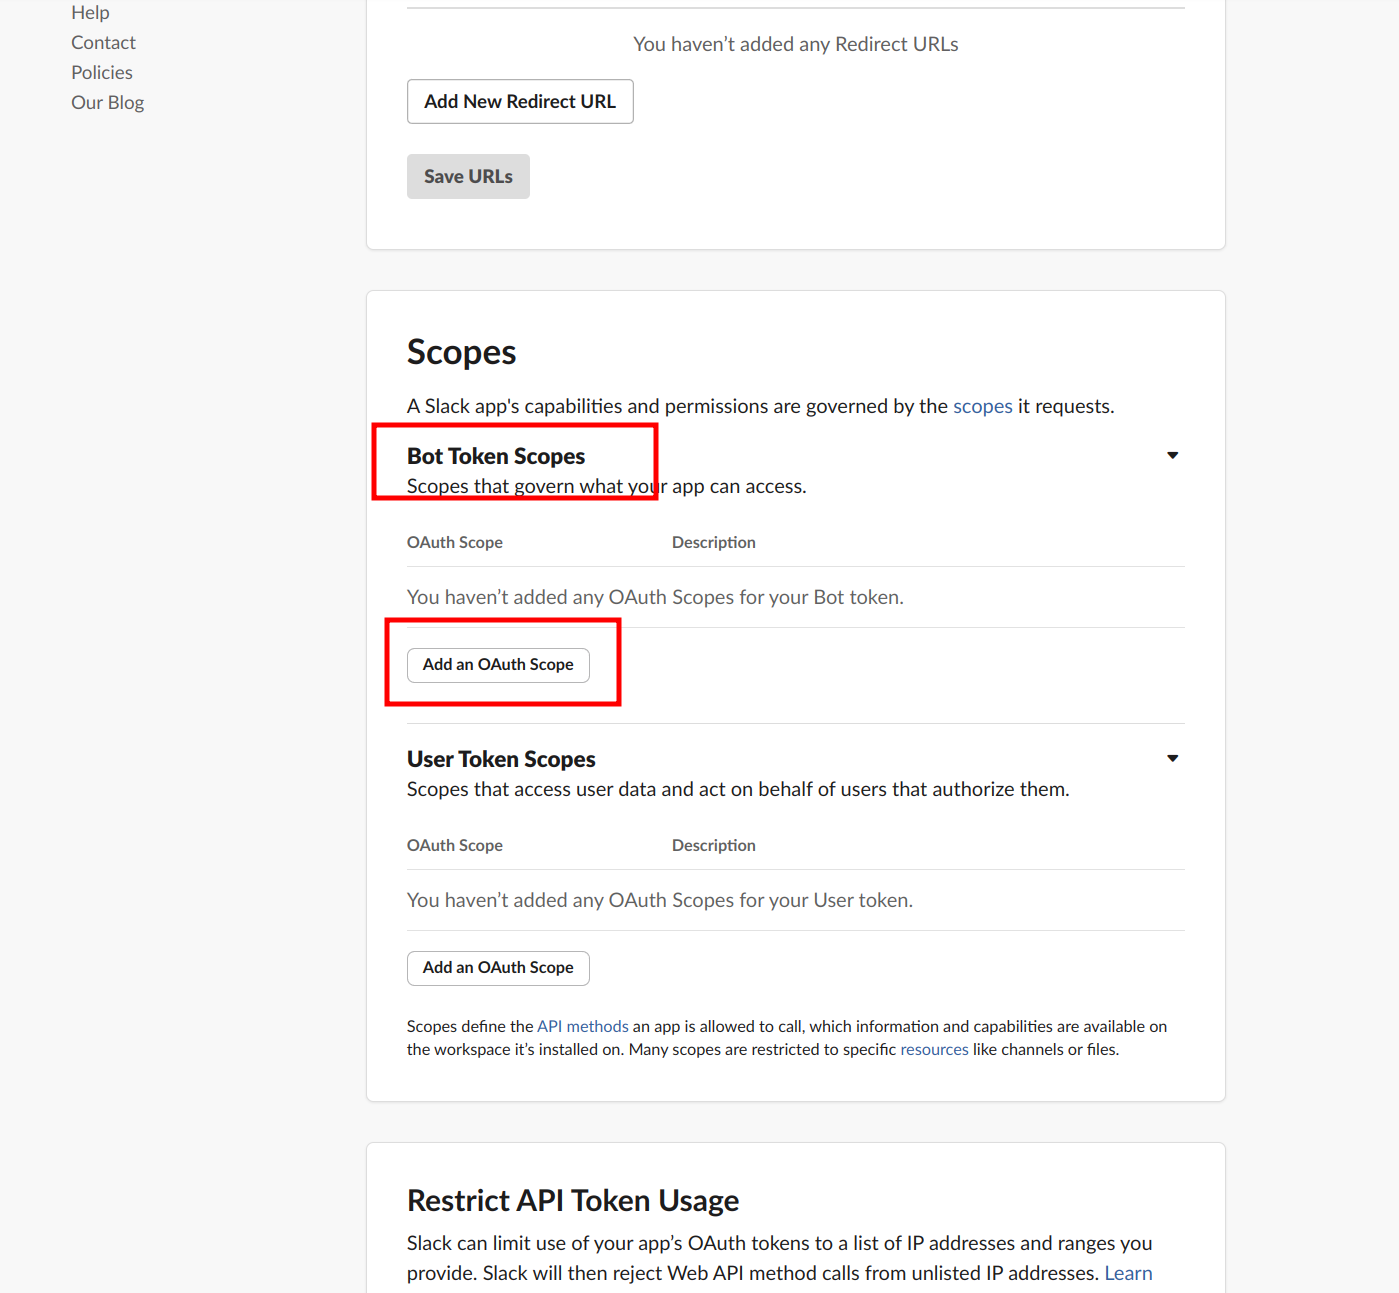 Help
Contact
Policies
Our Blog
You haven’t added any Redirect URLs
Add New Redirect URL
Save URLs
Scopes
A Slack app's capabilities and permissions are governed by the scopes it requests.
Bot Token Scopes
Scopes that govern what your app can access.
OAuth Scope Description
You haven’t added any OAuth Scopes for your Bot token.
Add an OAuth Scope
User Token Scopes
Scopes that access user data and act on behalf of users that authorize them.
OAuth Scope Description
You haven’t added any OAuth Scopes for your User token.
Add an OAuth Scope
Scopes define the API methods an app is allowed to call, which information and capabilities are available on
the workspace it’s installed on. Many scopes are restricted to specific resources like channels or files.
Restrict API Token Usage
Slack can limit use of your app’s OAuth tokens to a list of IP addresses and ranges you
provide. Slack will then reject Web API method calls from unlisted IP addresses. Learn